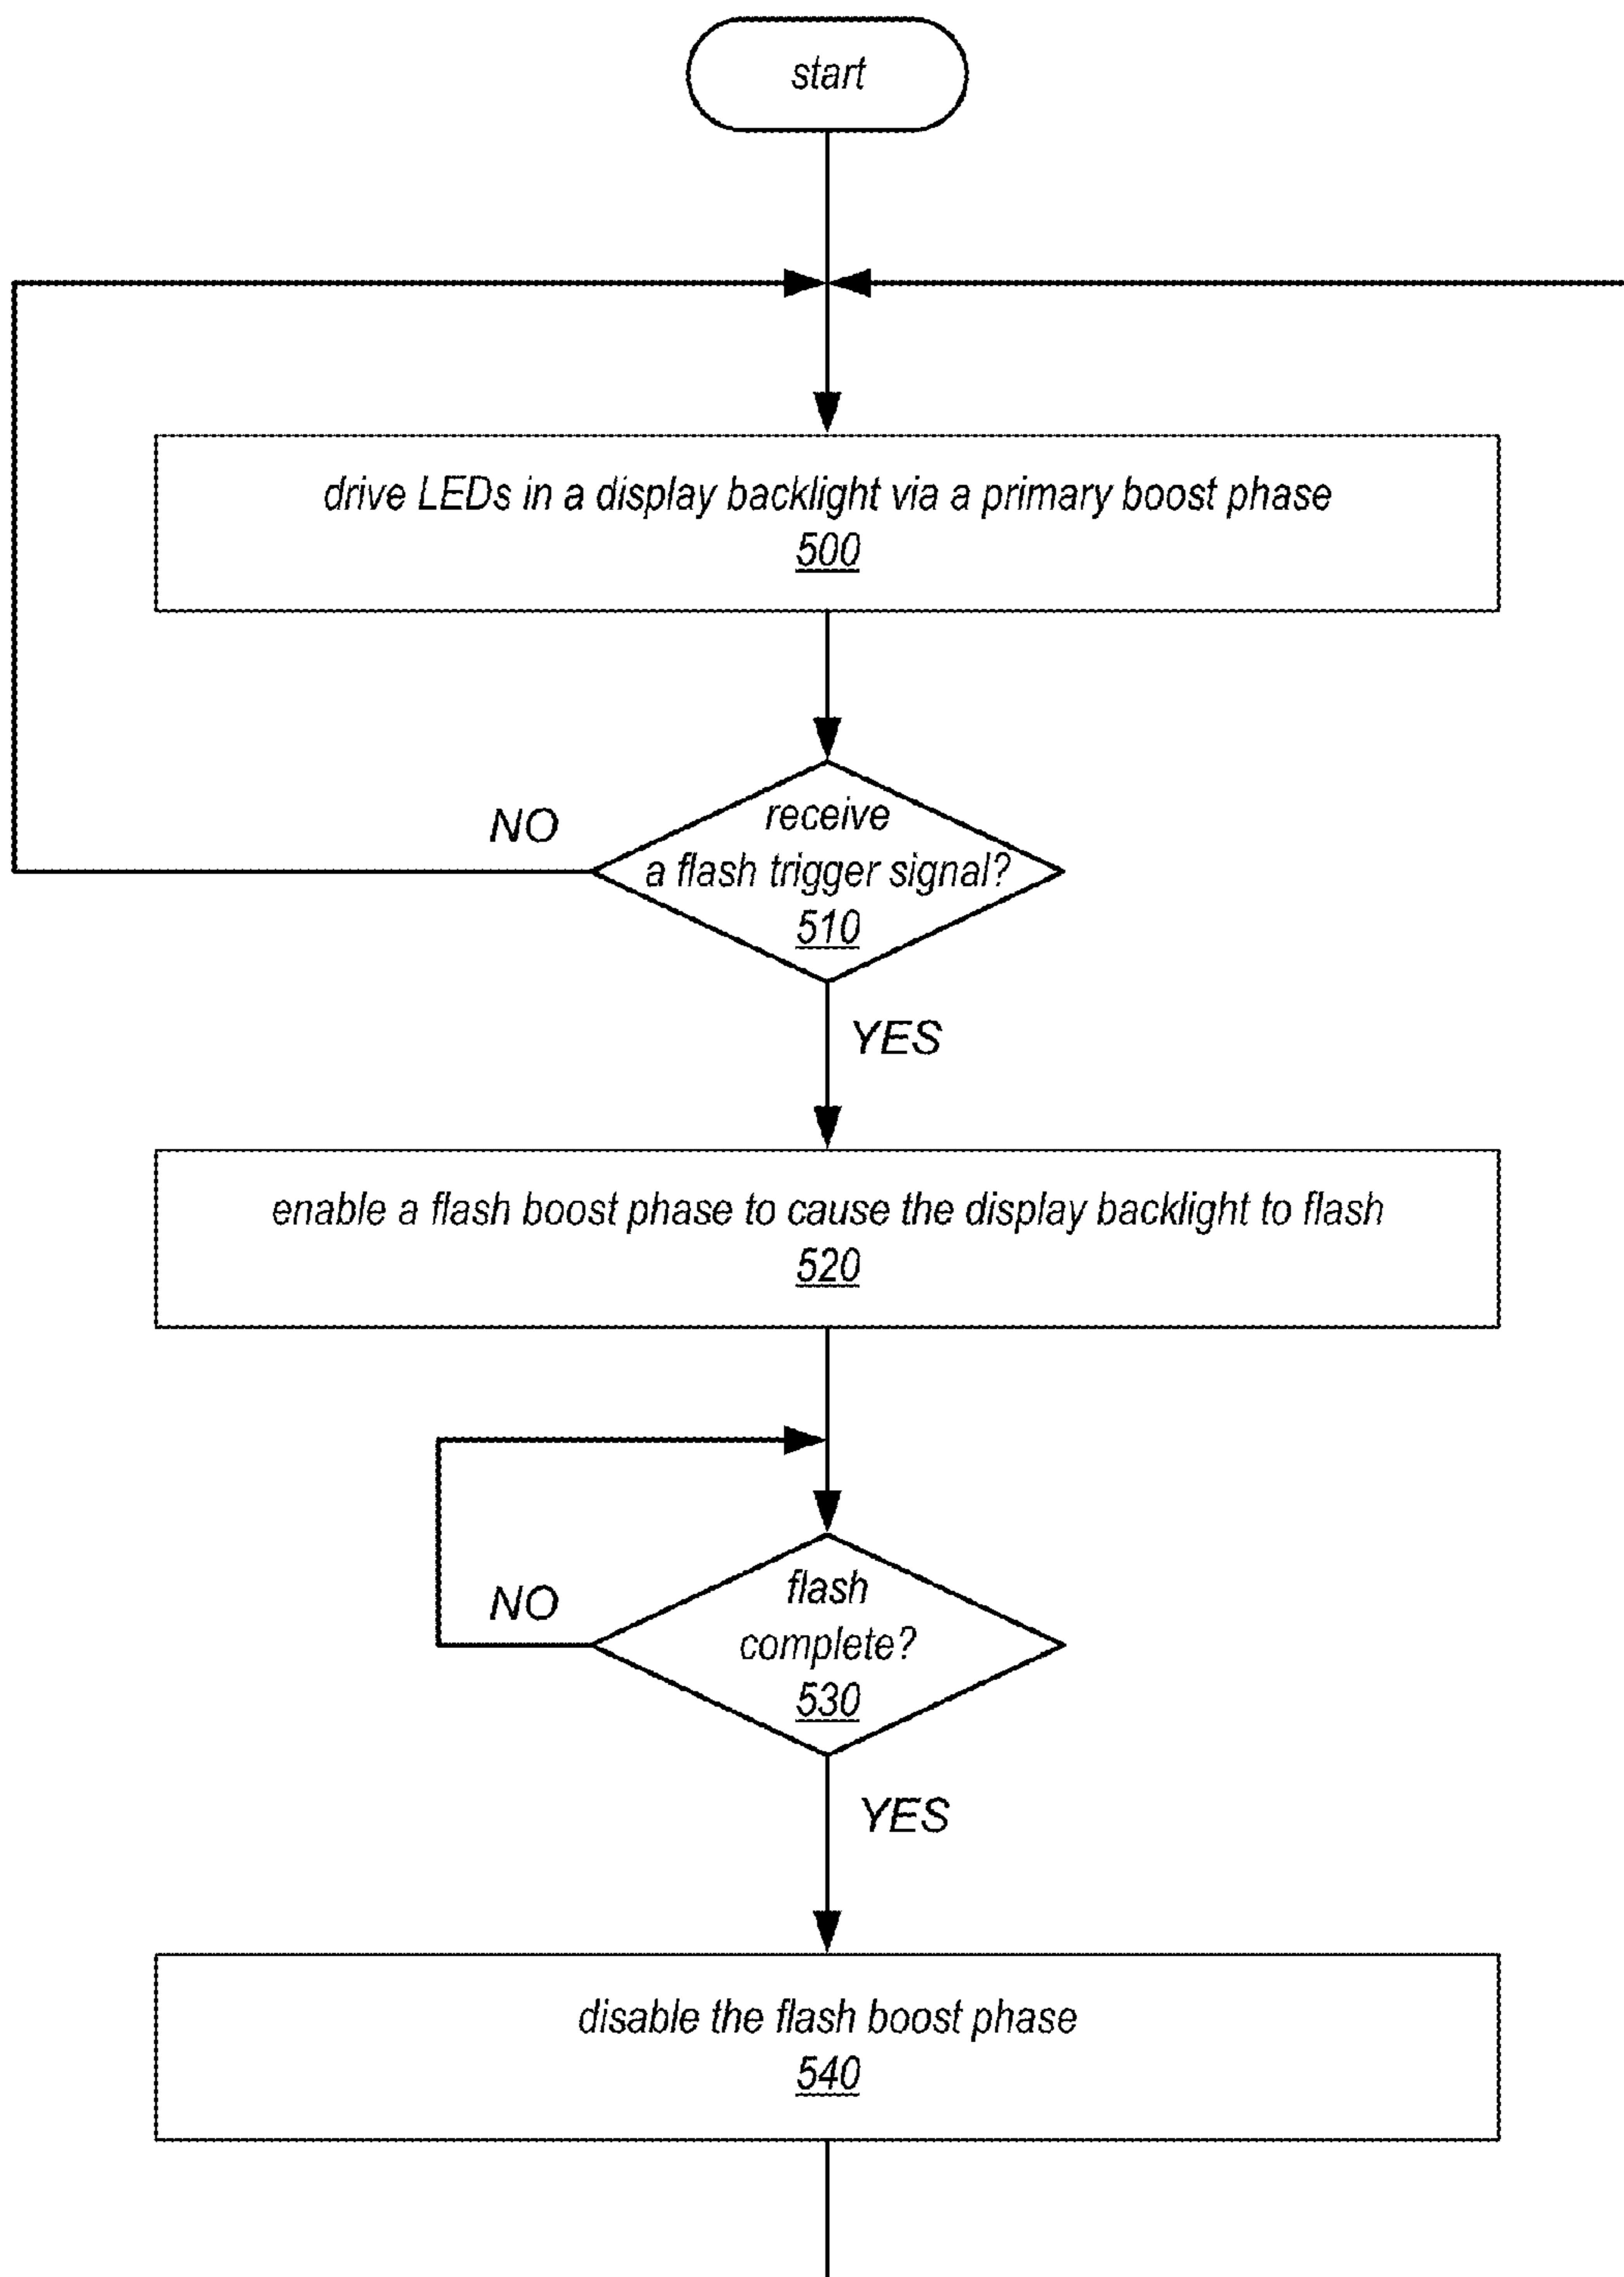 start
drive LEDs in a display backlight via a primary boost phase
500
NO
receive
a flash trigger signal?
510
YES
enable a flash boost phase to cause the display backlight to flash
520
NO
flash
complete?
530
YES
disable the flash boost phase
540